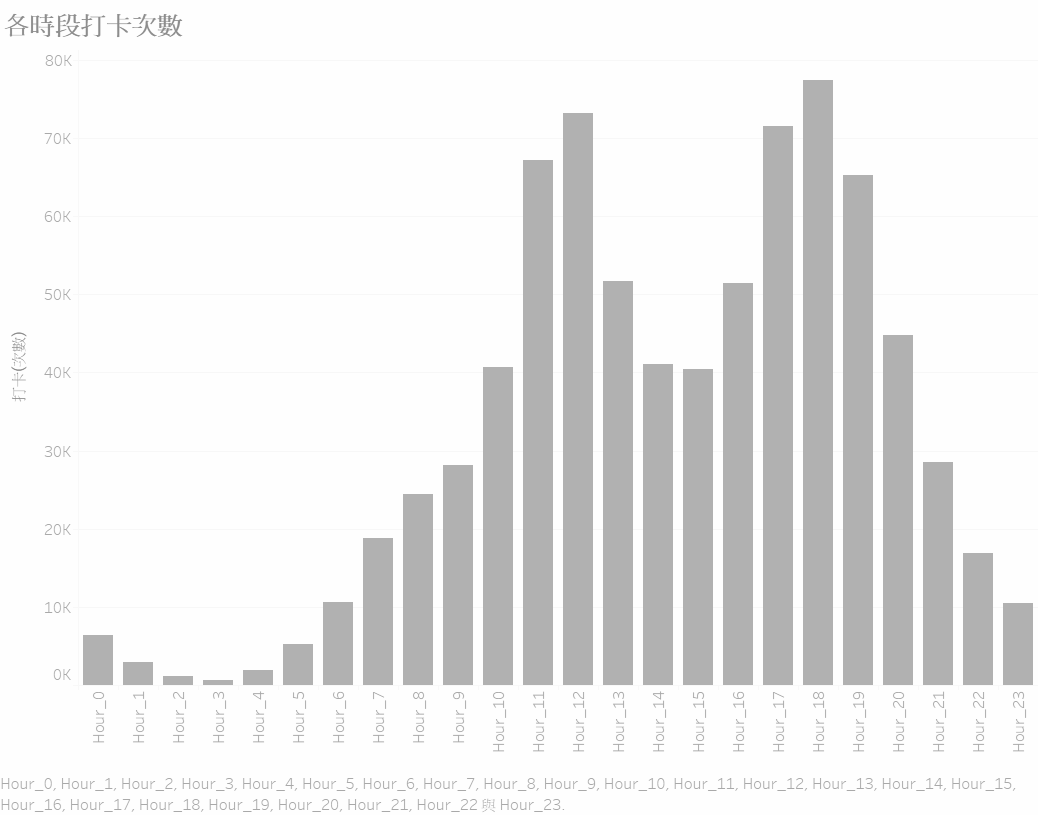 各時段打卡次數
80K
70K
60K
50K
40K
30K
20K
10K
0K
打卡(次數)
Hour_0
Hour_1
Hour_2
Hour_3
Hour_4
Hour_5
Hour_6
Hour_7
Hour_8
Hour_9
Hour_10
Hour_11
Hour_12
Hour_13
Hour_14
Hour_15
Hour_16
Hour_17
Hour_18
Hour_19
Hour_20
Hour_21
Hour_22
Hour_23
Hour_0, Hour_1, Hour_2, Hour_3, Hour_4, Hour_5, Hour_6, Hour_7, Hour_8, Hour_9, Hour_10, Hour_11, Hour_12, Hour_13, Hour_14, Hour_15,
Hour_16, Hour_17, Hour_18, Hour_19, Hour_20, Hour_21, Hour_22 與 Hour_23.